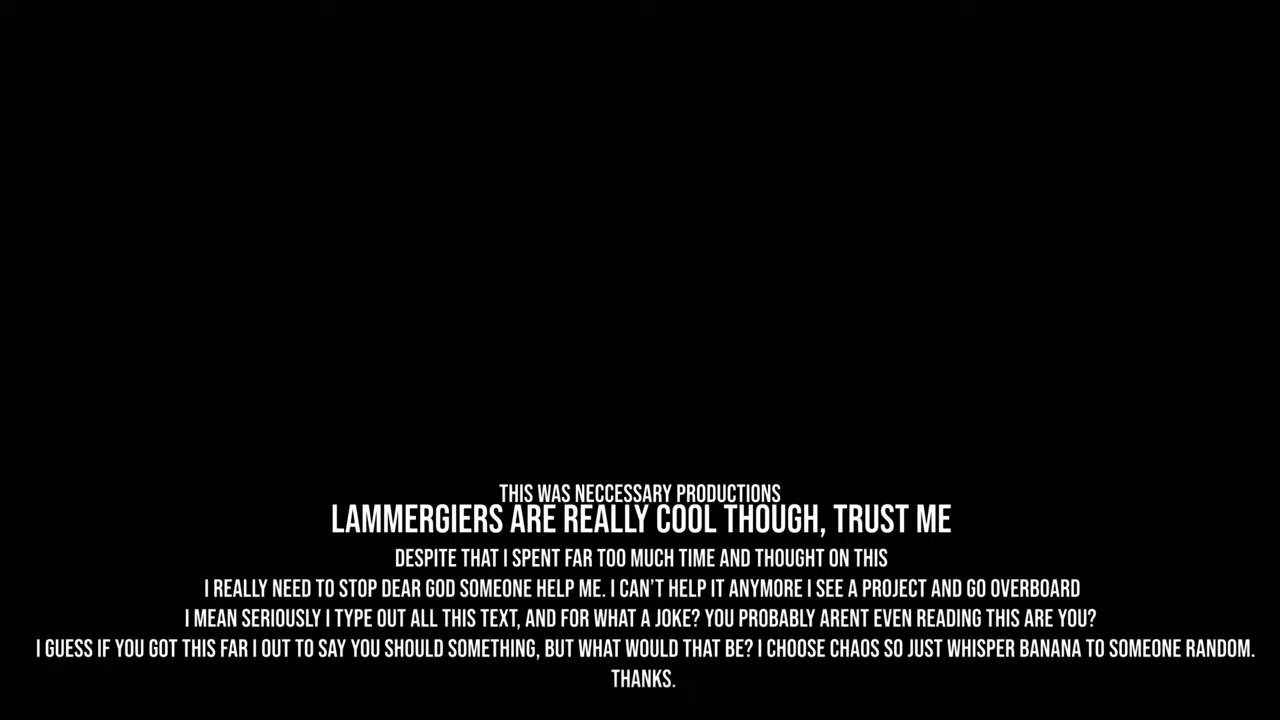 THIS WAS NECCESSARY PRODUCTIONS
LAMMERGIERS ARE REALLY COOL THOUGH, TRUST ME
DESPITE THAT I SPENT FAR TOO MUCH TIME AND THOUGHT ON THIS
I REALLY NEED TO STOP DEAR GOD SOMEONE HELP ME. I CAN'T HELP IT ANYMORE I SEE A PROJECT AND GO OVERBOARD
I MEAN SERIOUSLY I TYPE OUT ALL THIS TEXT, AND FOR WHAT A JOKE? YOU PROBABLY ARENT EVEN READING THIS ARE YOU?
I GUESS IF YOU GOT THIS FAR I OUT TO SAY YOU SHOULD SOMETHING, BUT WHAT WOULD THAT BE? I CHOOSE CHAOS SO JUST WHISPER BANANA TO SOMEONE RANDOM.
THANKS.